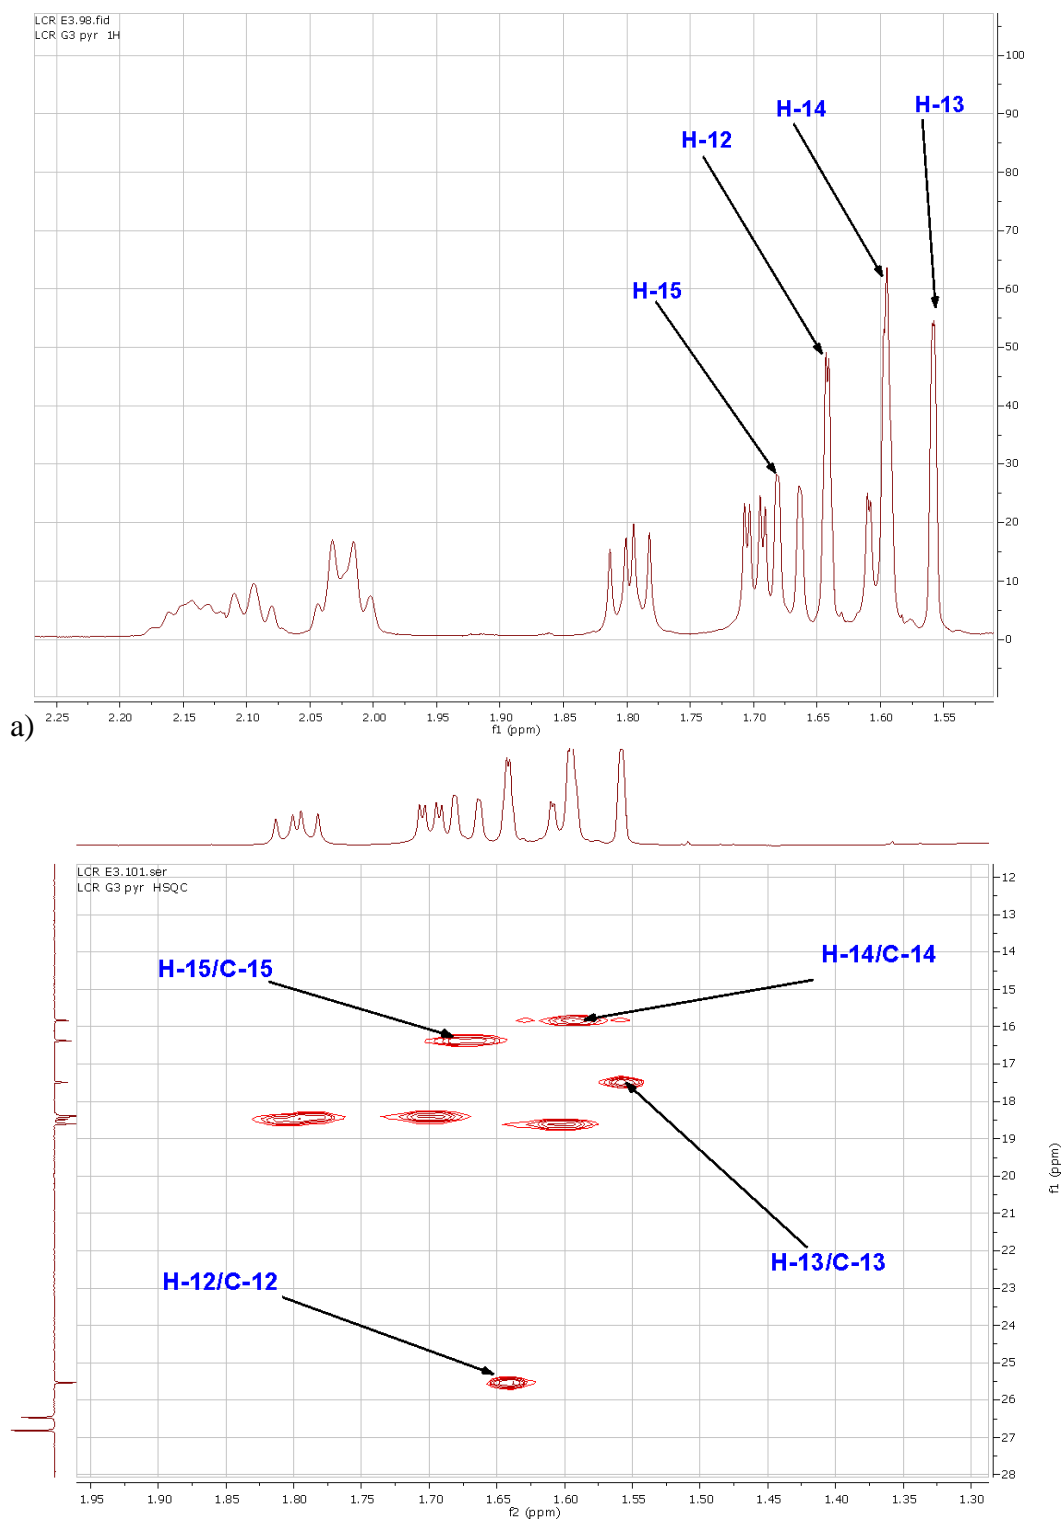 LCR E3.98.fid
LCR G3 pyr 1H
H-13
H-14
H-12
H-15
100
90
80
70
60
50
40
30
20
10
0
2.25 2.20 2.15 2.10 2.05 2.00 1.95 1.90 1.85 1.80 1.75 1.70 1.65 1.60 1.55
f1 (ppm)
a)
LCR E3.101.ser
LCR G3 pyr HSQC
H-14/C-14
H-15/C-15
H-13/C-13
H-12/C-12
12
13
14
15
16
17
18
19
20
21
22
23
24
25
26
27
28
f1 (ppm)
1.95 1.90 1.85 1.80 1.75 1.70 1.65 1.60 1.55 1.50 1.45 1.40 1.35 1.30
f2 (ppm)